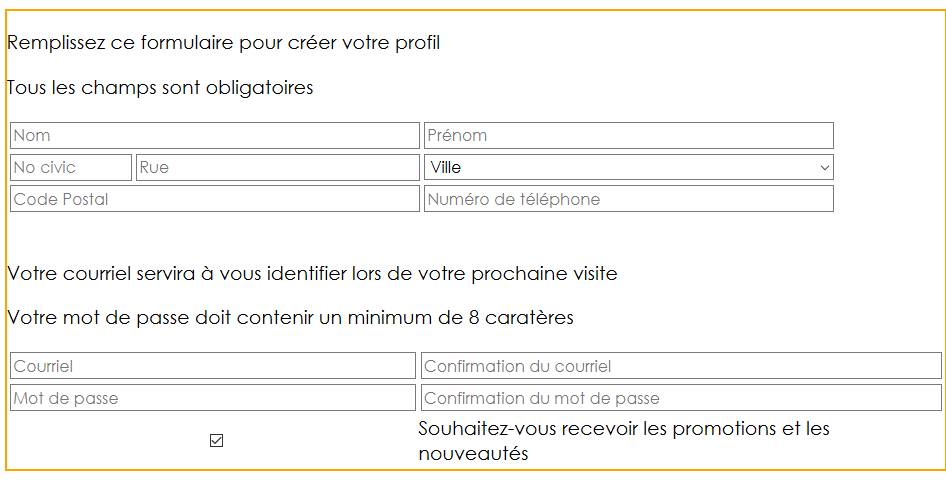 Remplissez ce formulaire pour créer votre profil
Tous les champs sont obligatoires
Nom Prénom
No civic Rue Ville
Code Postal Numéro de téléphone
Votre courriel servira à vous identifier lors de votre prochaine visite
Votre mot de passe doit contenir un minimum de 8 caratères
Courriel Confirmation du courriel
Mot de passe Confirmation du mot de passe
Souhaitez-vous recevoir les promotions et les
nouveautés